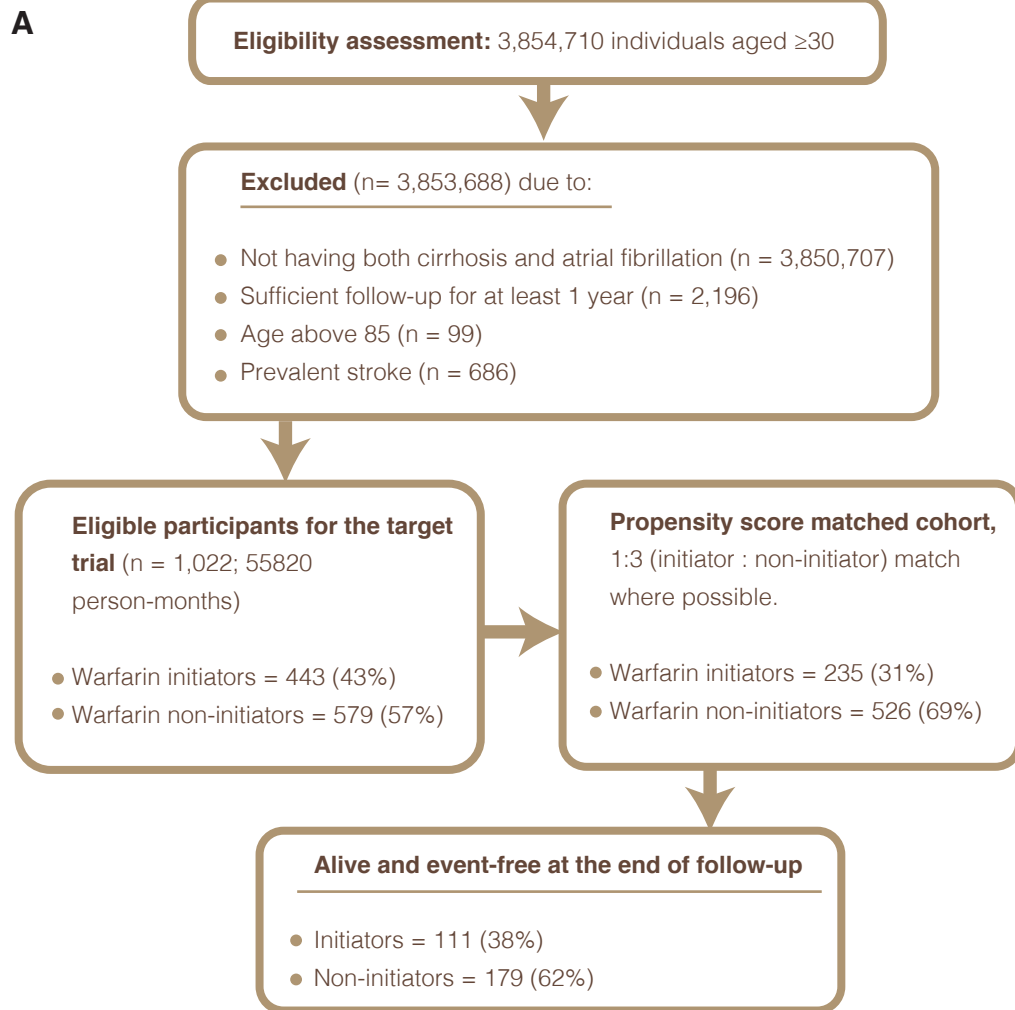 A
Eligibility assessment: 3,854,710 individuals aged ≥30
Excluded (n= 3,853,688) due to:
Not having both cirrhosis and atrial fibrillation (n = 3,850,707)
Sufficient follow-up for at least 1 year (n = 2,196)
Age above 85 (n = 99)
Prevalent stroke (n = 686)
Eligible participants for the target
trial (n = 1,022; 55820
person-months)
Warfarin initiators = 443 (43%)
Warfarin non-initiators = 579 (57%)
Propensity score matched cohort,
1:3 (initiator : non-initiator) match
where possible.
Warfarin initiators = 235 (31%)
Warfarin non-initiators = 526 (69%)
Alive and event-free at the end of follow-up
Initiators = 111 (38%)
Non-initiators = 179 (62%)